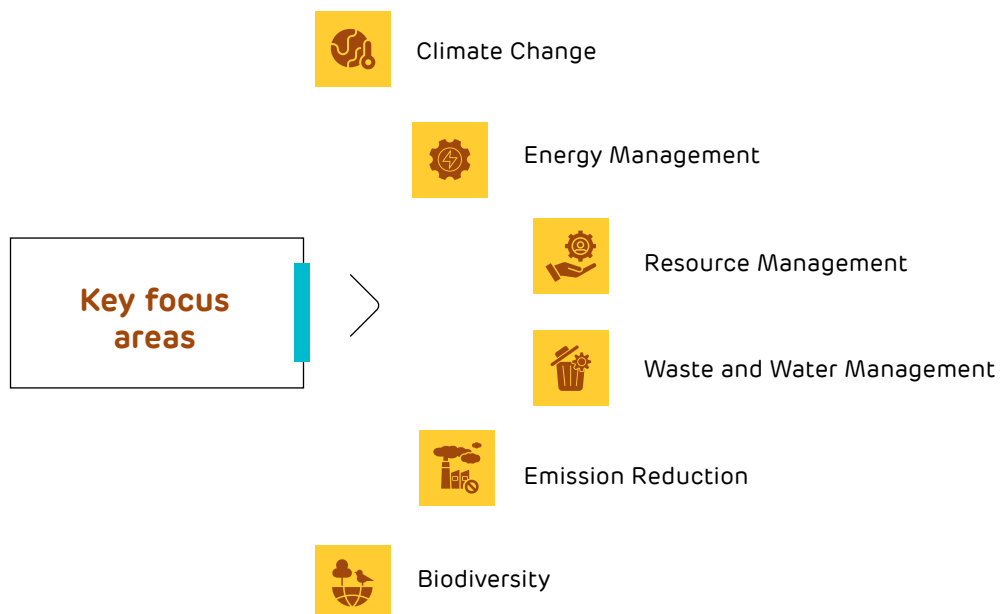 Key focus
areas
Climate Change
Energy Management
Resource Management
Waste and Water Management
Emission Reduction
Biodiversity